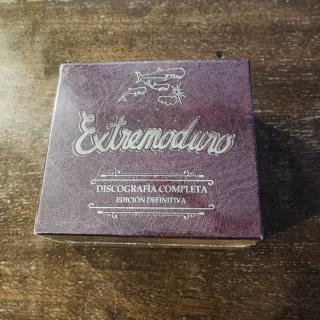 Extremoduro
DISCOGRAFÍA COMPLETA
EDICIÓN DEFINITIVA